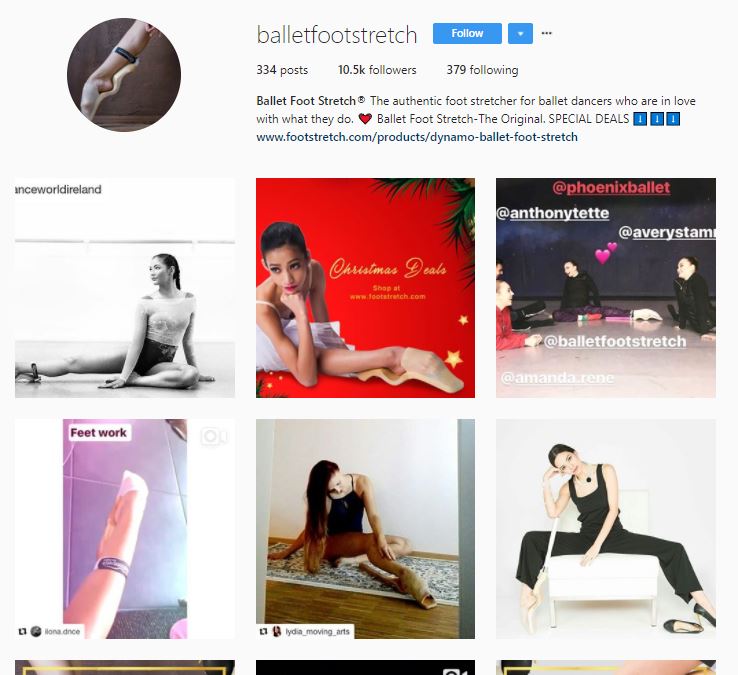 balletfootstretch Follow
334 posts 10.5k followers 379 following
Ballet Foot Stretch® The authentic foot stretcher for ballet dancers who are in love
with what they do. ❤️ Ballet Foot Stretch-The Original. SPECIAL DEALS
www.footstretch.com/products/dynamo-ballet-foot-stretch
anceworldireland
Christmas Deals
Shop at
www.footstretch.com
@phoenixballet
@anthonytette
@averystam
@balletfootstretch
@amanda.rene
Feet work
ilona.dnce
lydia_moving_arts